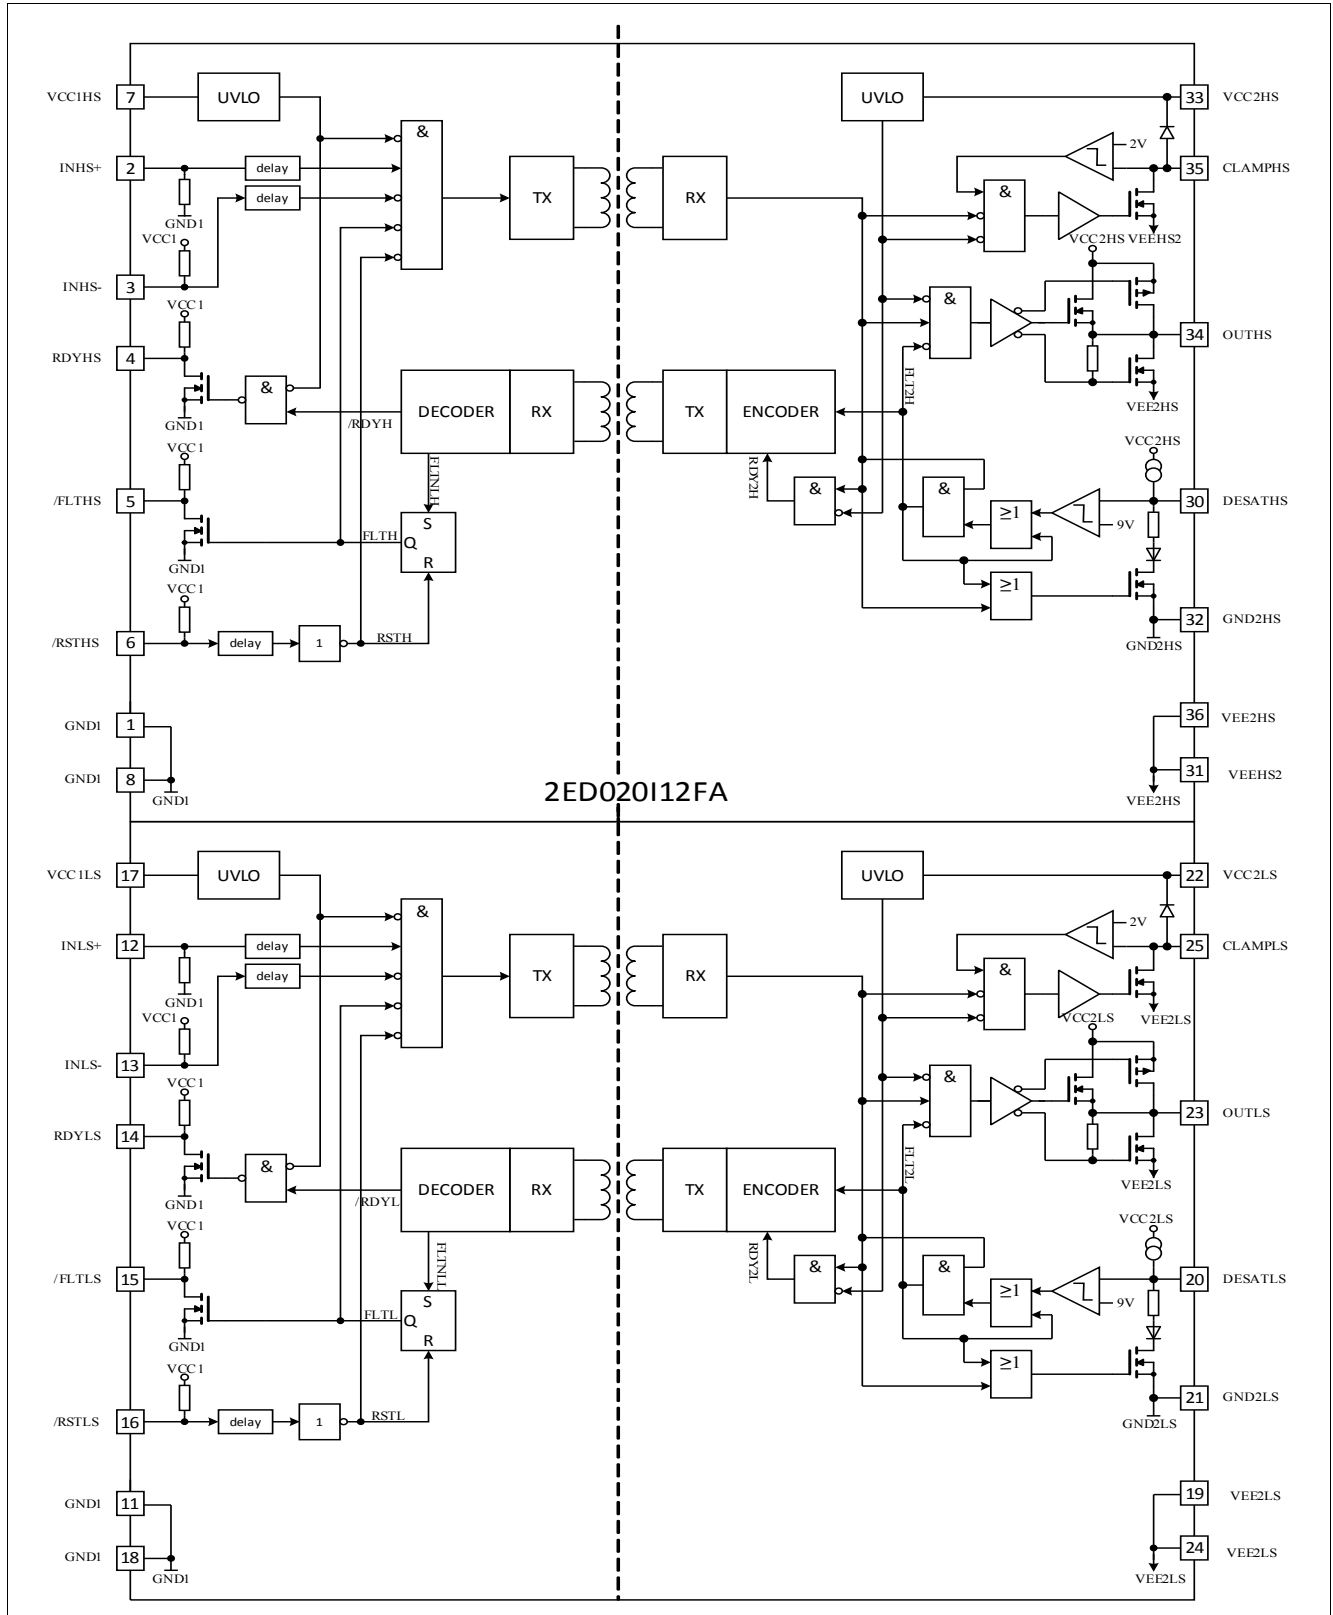 VCC1HS 7 UVLO UVLO 33 VCC2HS
&
2V
INHS+ 2 delay 35 CLAMPHS
delay TX RX &
GND1
VCC1 VCC2HS VEEHS2
INHS- 3
VCC1 &
RDYHS 4 34 OUTHS
& DECODER RX TX ENCODER FLT2H
VEE2HS
GND1 /RDYH
VCC1 VCC2HS
FLTNLH RDY2H
/FLTHS 5 & & ≥1 30 DESATHS
9V
S
FLTH Q
GND1 R
VCC1 ≥1
32 GND2HS
/RSTHS 6 delay 1 RSTH GND2HS
GND1 1 36 VEE2HS
GND1 8 31 VEEHS2
GND1 2ED020I12FA VEE2HS
VCC1LS 17 UVLO UVLO 22 VCC2LS
&
2V
INLS+ 12 delay 25 CLAMPLS
delay TX RX &
GND1
VCC1 VCC2LS VEE2LS
INLS- 13
VCC1 &
RDYLS 14 23 OUTLS
& DECODER RX TX ENCODER FLT2L
VEE2LS
GND1 /RDYL
VCC1 VCC2LS
FLTNLL RDY2L
/FLTLS 15 & & ≥1 20 DESATLS
9V
S
FLTL Q
GND1 R
VCC1 ≥1
21 GND2LS
/RSTLS 16 delay 1 RSTL GND2LS
GND1 11 19 VEE2LS
GND1 18 24 VEE2LS
GND1 VEE2LS